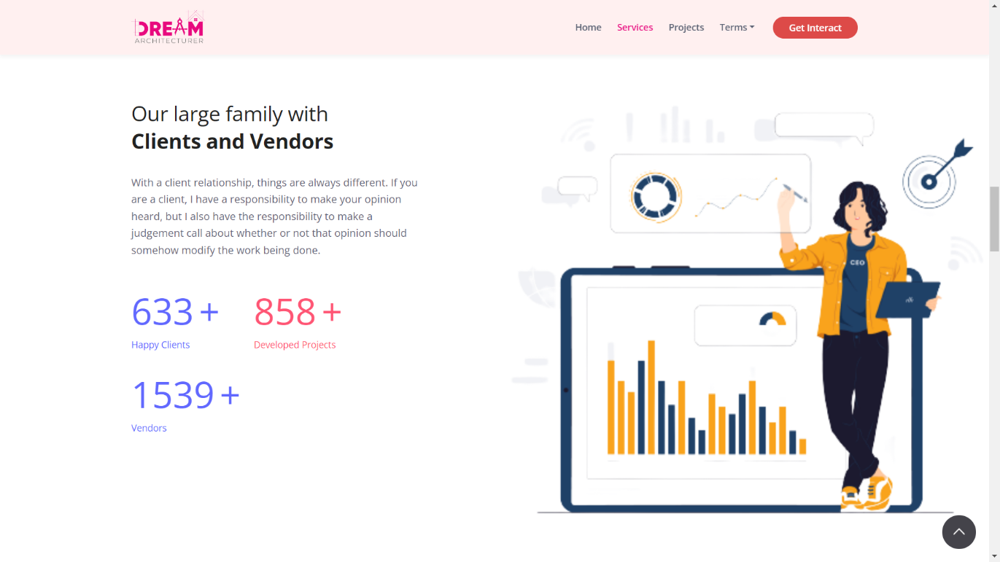 DREAM
ARCHITECTURER
Home Services Projects Terms Get Interact
Our large family with
Clients and Vendors
With a client relationship, things are always different. If you
are a client, I have a responsibility to make your opinion
heard, but I also have the responsibility to make a
judgement call about whether or not that opinion should
somehow modify the work being done.
633 + 858 +
Happy Clients Developed Projects
1539 +
Vendors
CEO